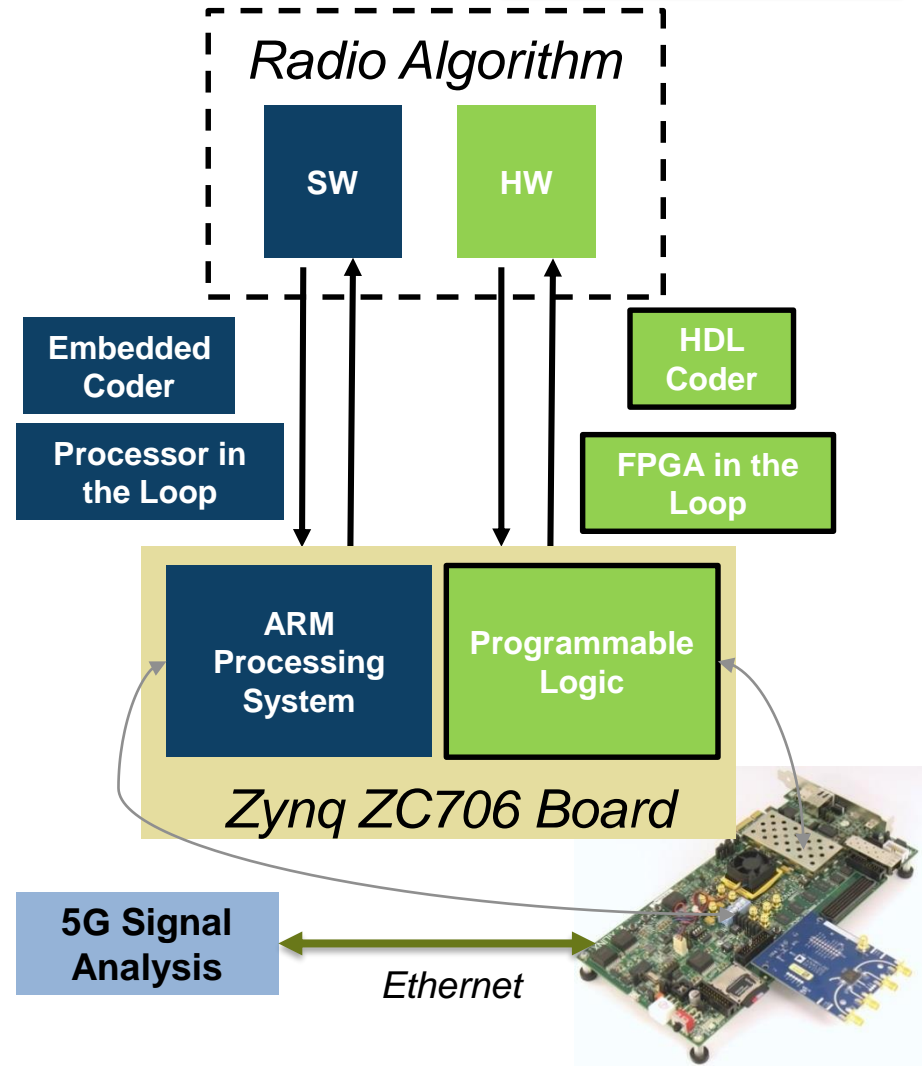 Radio Algorithm
SW
HW
Embedded
Coder
HDL
Coder
Processor in
the Loop
FPGA in the
Loop
ARM
Processing
System
Programmable
Logic
Zynq ZC706 Board
5G Signal
Analysis
Ethernet